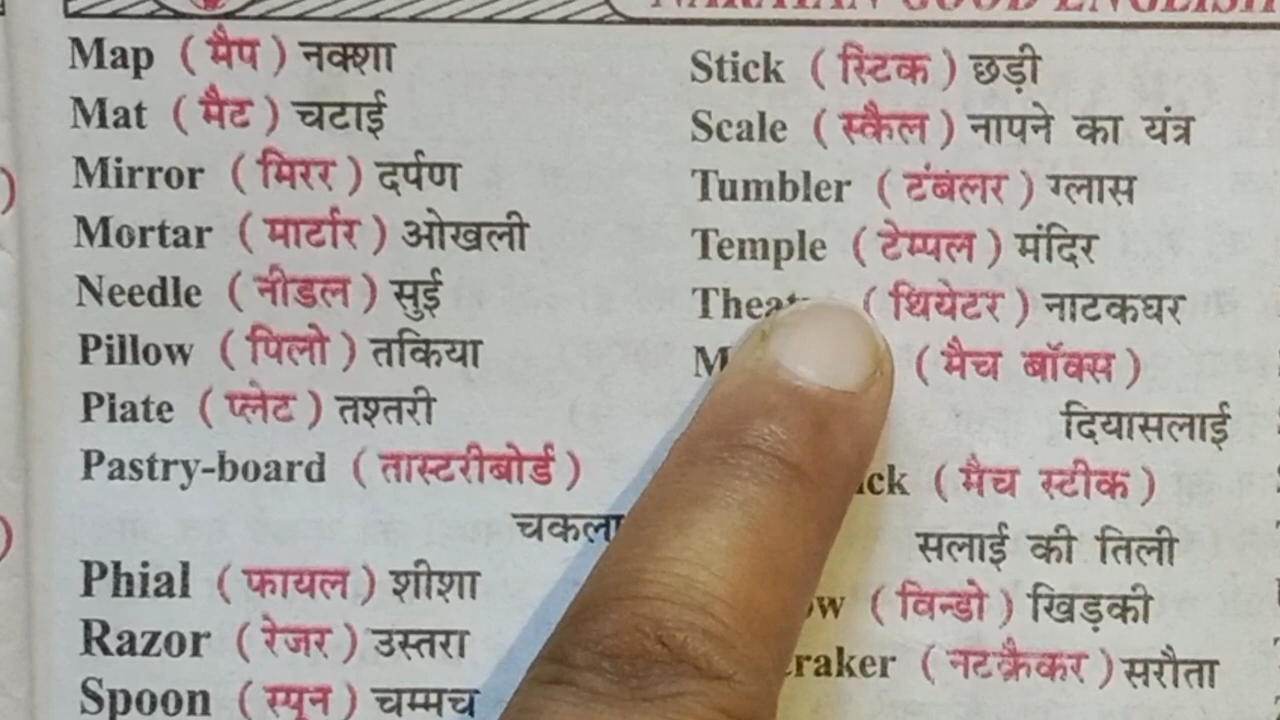 Map ( मैप ) नक्शा
Mat ( मैट ) चटाई
Mirror ( मिरर ) दर्पण
Mortar ( मार्टार ) ओखली
Needle ( नीडल ) सुई
Pillow ( पिलो ) तकिया
Plate ( प्लेट ) तश्तरी
Pastry-board ( तास्टरीबोर्ड )
चकला
Phial ( फायल ) शीशा
Razor ( रेजर ) उस्तरा
Spoon ( स्पून ) चम्मच
Stick ( स्टिक ) छड़ी
Scale ( स्कैल ) नापने का यंत्र
Tumbler ( टंबलर ) ग्लास
Temple ( टेम्पल ) मंदिर
( थियेटर ) नाटकघर
( मैच बॉक्स )
दियासलाई
( मैच स्टीक )
सलाई की तिली
( विन्डो ) खिड़की
( नटक्रैकर ) सरौता